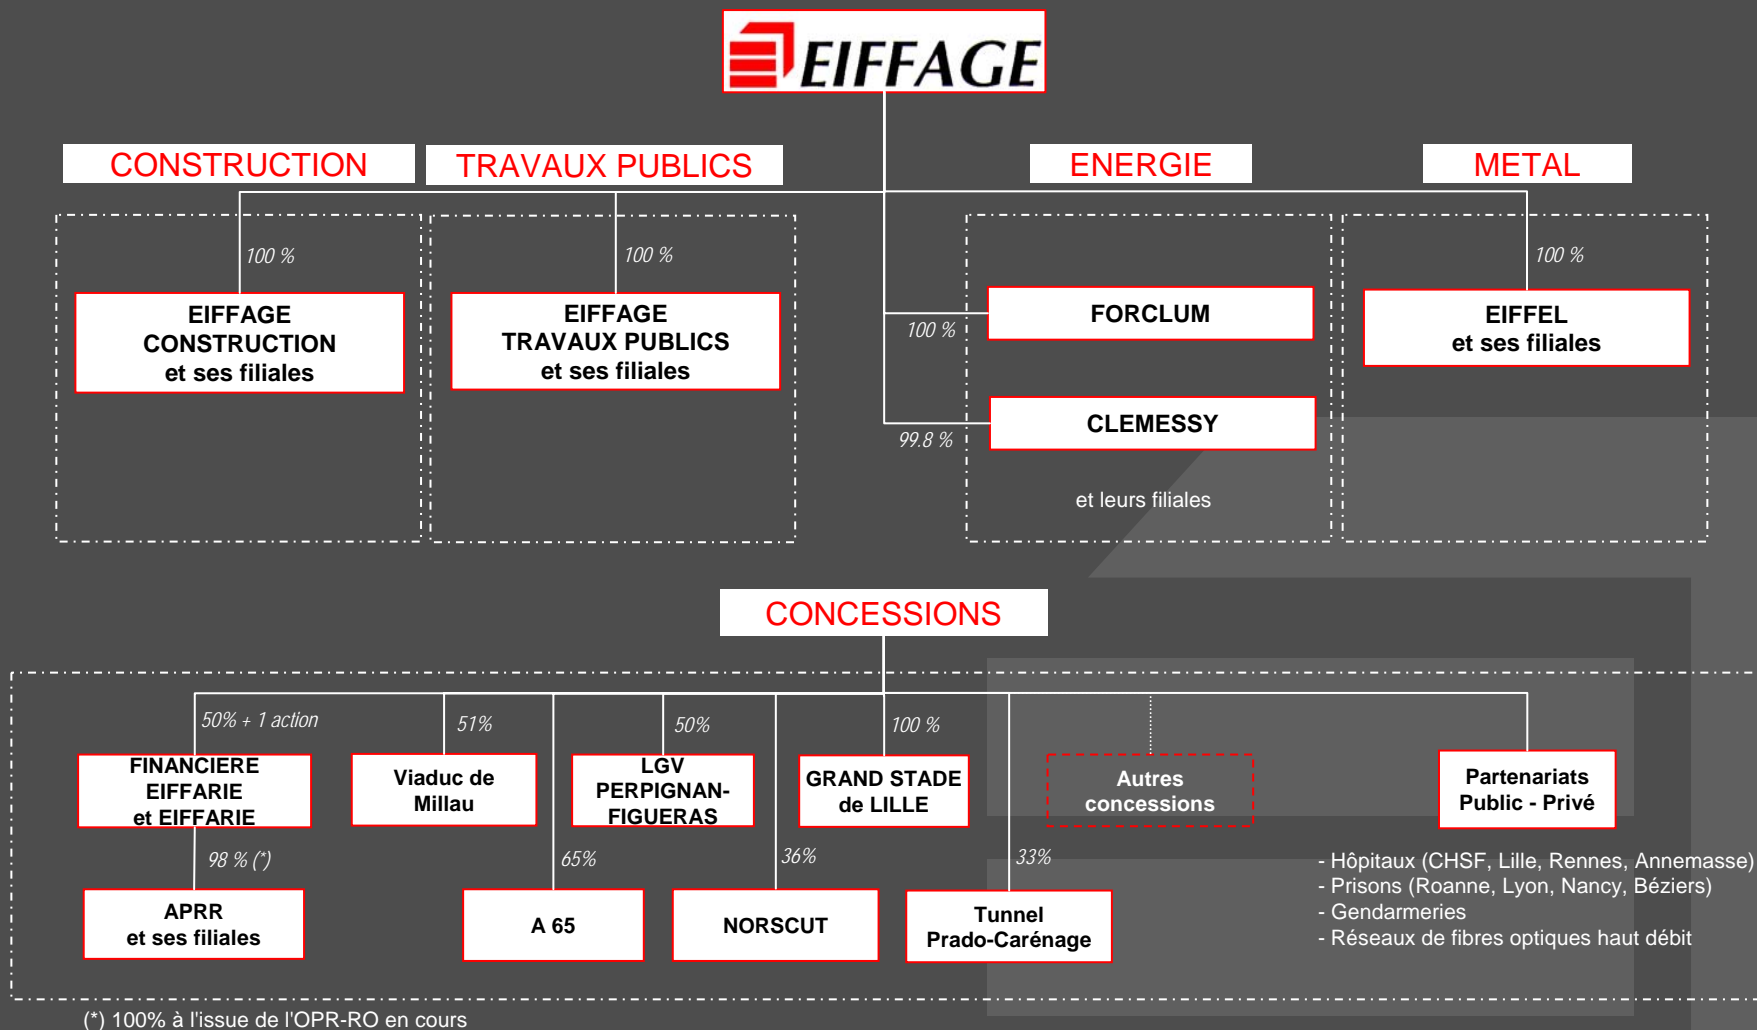 EIFFAGE
CONSTRUCTION
TRAVAUX PUBLICS
ENERGIE
METAL
100 %
100 %
100 %
EIFFAGE
CONSTRUCTION
et ses filiales
EIFFAGE
TRAVAUX PUBLICS
et ses filiales
100 %
FORCLUM
EIFFEL
et ses filiales
99.8 %
CLEMESSY
et leurs filiales
CONCESSIONS
50% + 1 action
51%
50%
100 %
FINANCIERE
EIFFARIE
et EIFFARIE
Viaduc de
Millau
LGV
PERPIGNAN-
FIGUERAS
GRAND STADE
de LILLE
Autres
concessions
Partenariats
Public - Privé
98 % (*)
65%
36%
33%
APRR
et ses filiales
A 65
NORSCUT
Tunnel
Prado-Carénage
- Hôpitaux (CHSF, Lille, Rennes, Annemasse)
- Prisons (Roanne, Lyon, Nancy, Béziers)
- Gendarmeries
- Réseaux de fibres optiques haut débit
(*) 100% à l'issue de l'OPR-RO en cours